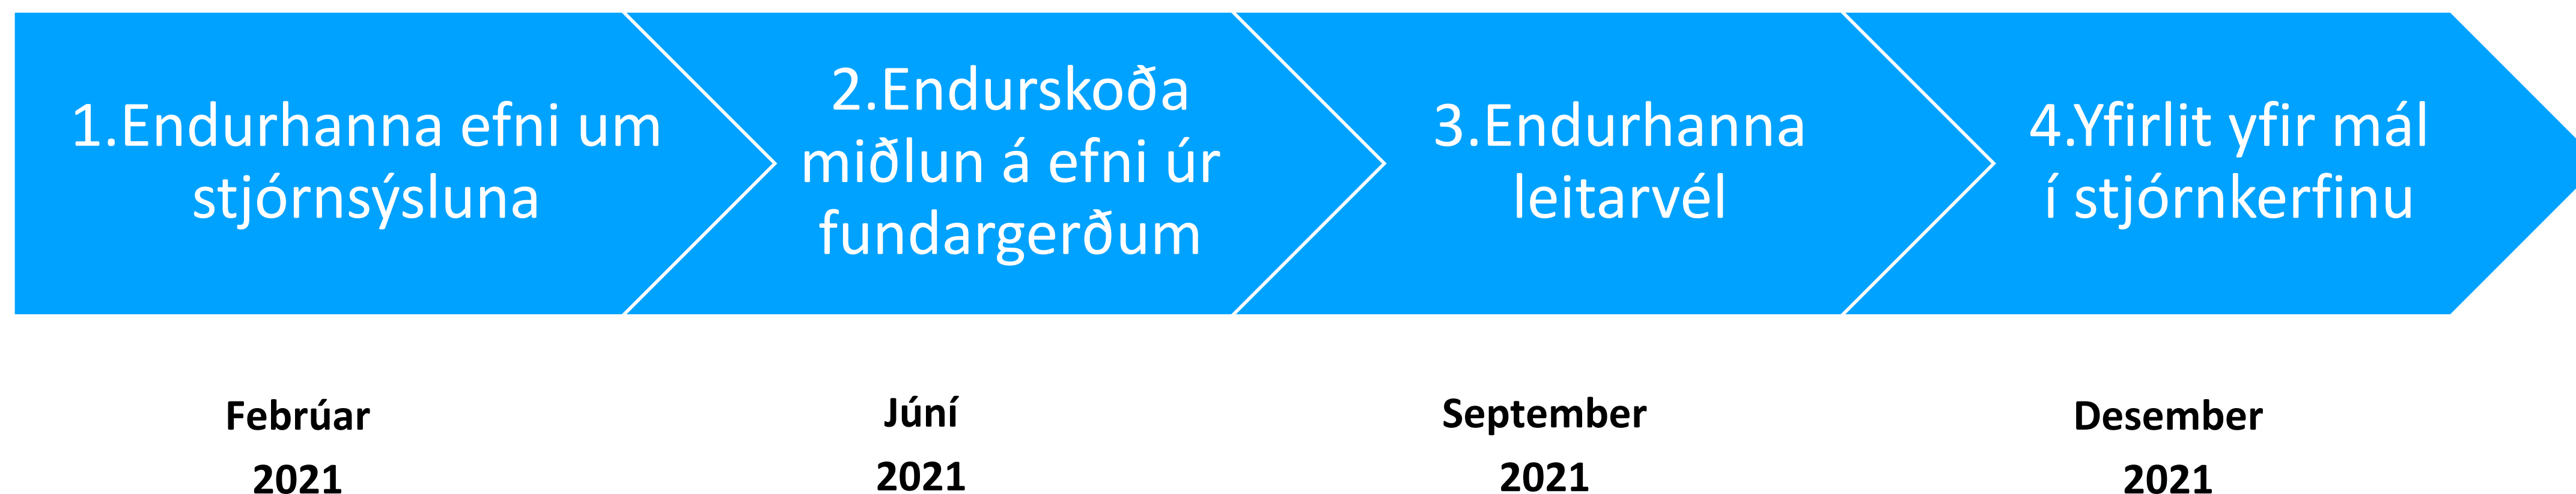 1.Endurhanna efni um
stjórnsýsluna
2.Endurskoða
miðlun á efni úr
fundargerðum
3.Endurhanna
leitarvél
4.Yfirlit yfir mál
í stjórnkerfinu
Febrúar
2021
Júní
2021
September
2021
Desember
2021